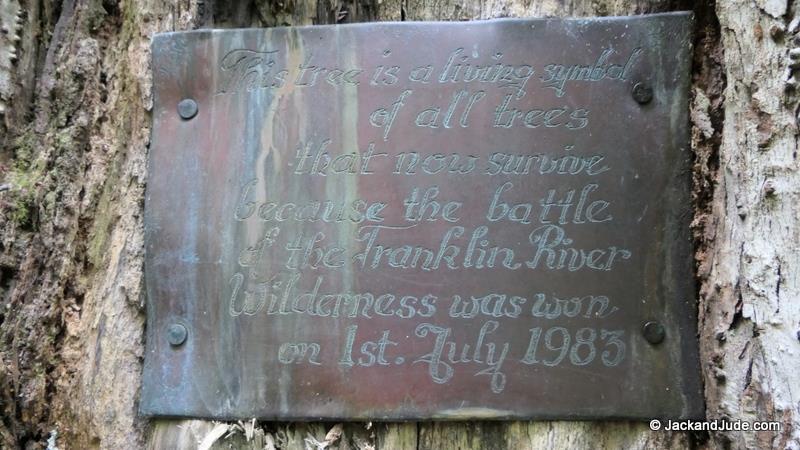 This tree is a living symbol
of all trees
that now survive
because the battle
of the Franklin River
Wilderness was won
on 1st. July 1983
© JackandJude.com